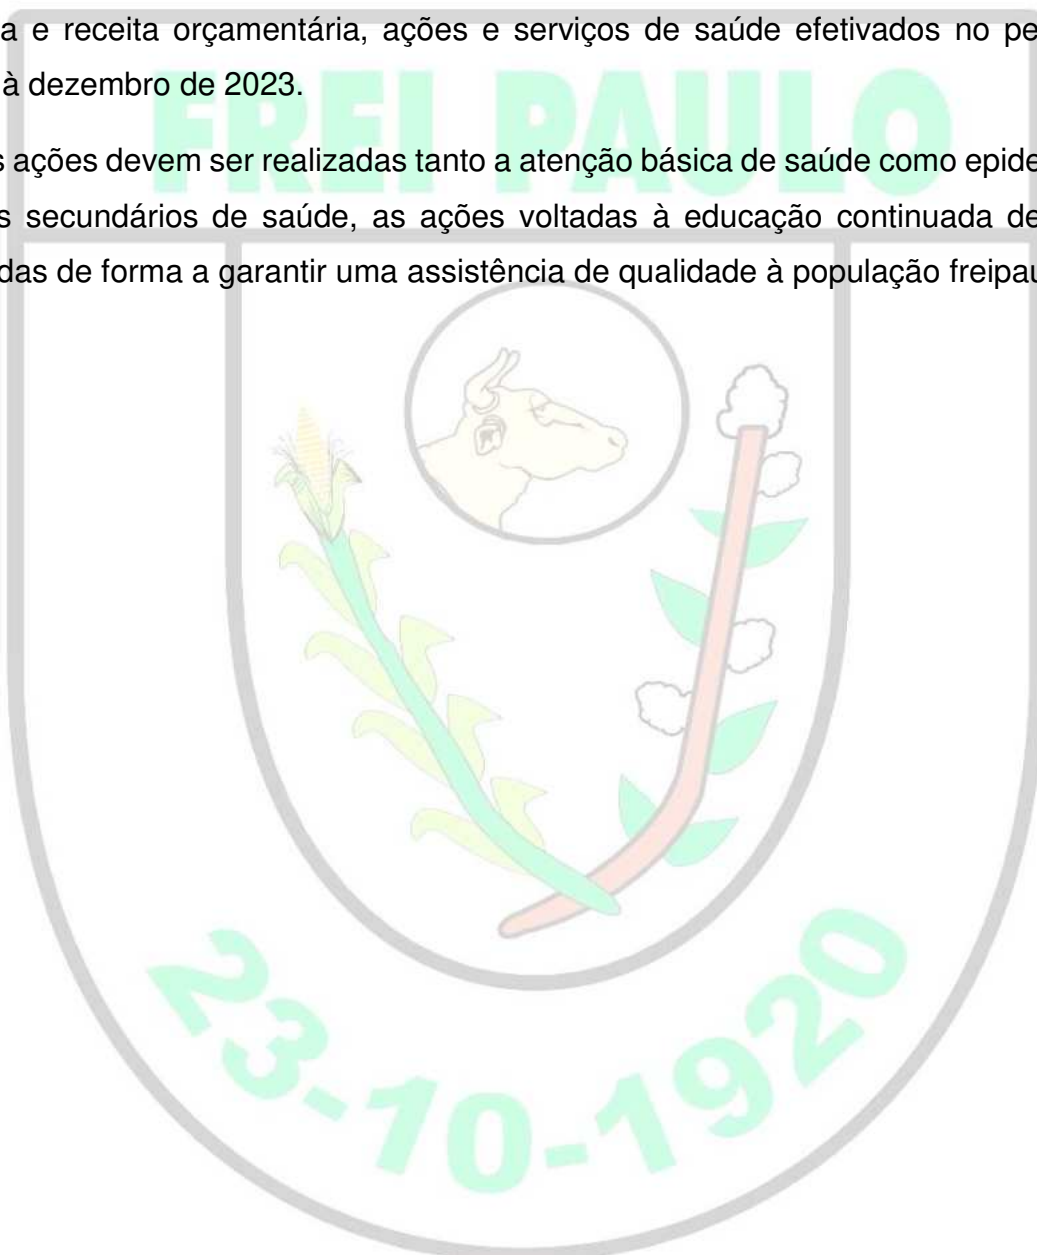 a e receita orçamentária, ações e serviços de saúde efetivados no pe
à dezembro de 2023.
s ações devem ser realizadas tanto a atenção básica de saúde como epide
s secundários de saúde, as ações voltadas à educação continuada de
das de forma a garantir uma assistência de qualidade à população freipau
FREI PAULO
23-10-1920